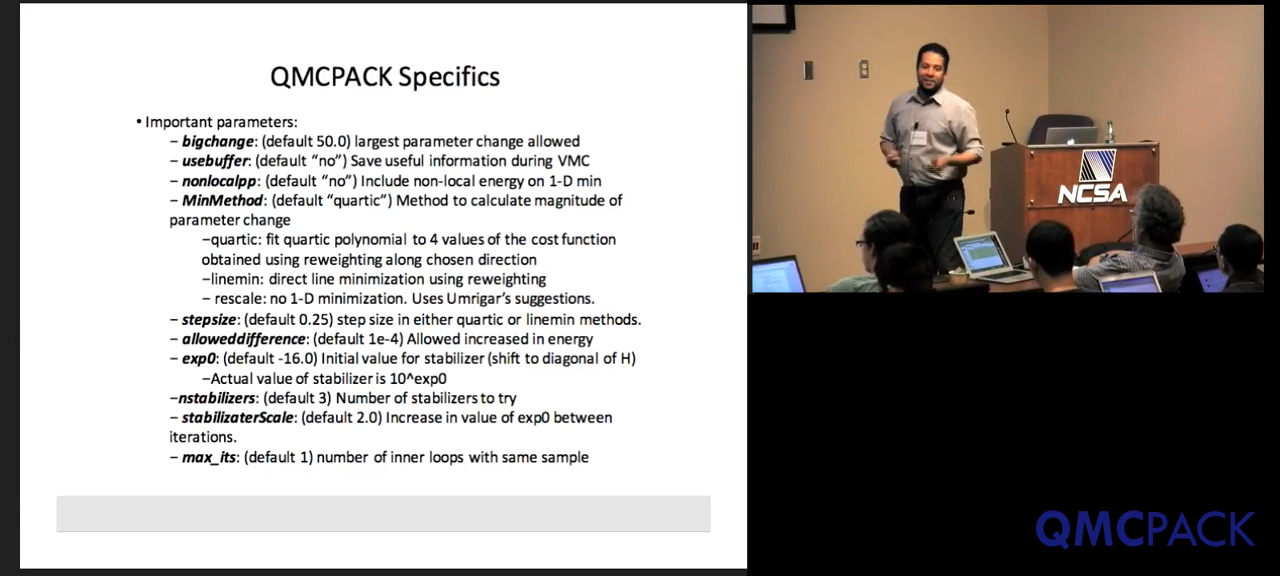 QMCPACK Specifics
• Important parameters:
– bigchange: (default 50.0) largest parameter change allowed
– usebuffer: (default “no”) Save useful information during VMC
– nonlocalpp: (default “no”) Include non-local energy on 1-D min
– MinMethod: (default “quartic”) Method to calculate magnitude of
parameter change
–quartic: fit quartic polynomial to 4 values of the cost function
obtained using reweighting along chosen direction
–linemin: direct line minimization using reweighting
– rescale: no 1-D minimization. Uses Umrigar’s suggestions.
– stepsize: (default 0.25) step size in either quartic or linemin methods.
– alloweddifference: (default 1e-4) Allowed increased in energy
– exp0: (default -16.0) Initial value for stabilizer (shift to diagonal of H)
–Actual value of stabilizer is 10^exp0
–nstabilizers: (default 3) Number of stabilizers to try
– stabilizaterScale: (default 2.0) Increase in value of exp0 between
iterations.
– max_its: (default 1) number of inner loops with same sample
NCSA
QMCPACK